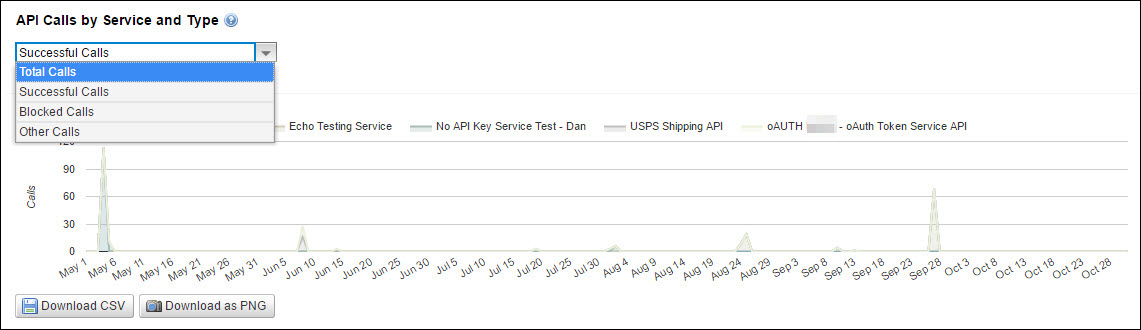 API Calls by Service and Type
Successful Calls
Total Calls
Successful Calls
Blocked Calls
Other Calls
Echo Testing Service No API Key Service Test - Dan USPS Shipping API oAUTH - oAuth Token Service API
120
90
60
30
0
Calls
May 1 May 6 May 11 May 16 May 21 May 26 May 31 Jun 5 Jun 10 Jun 15 Jun 20 Jun 25 Jun 30 Jul 5 Jul 10 Jul 15 Jul 20 Jul 25 Jul 30 Aug 4 Aug 9 Aug 14 Aug 19 Aug 24 Aug 29 Sep 3 Sep 8 Sep 13 Sep 18 Sep 23 Sep 28 Oct 3 Oct 8 Oct 13 Oct 18 Oct 23 Oct 28
Download CSV Download as PNG